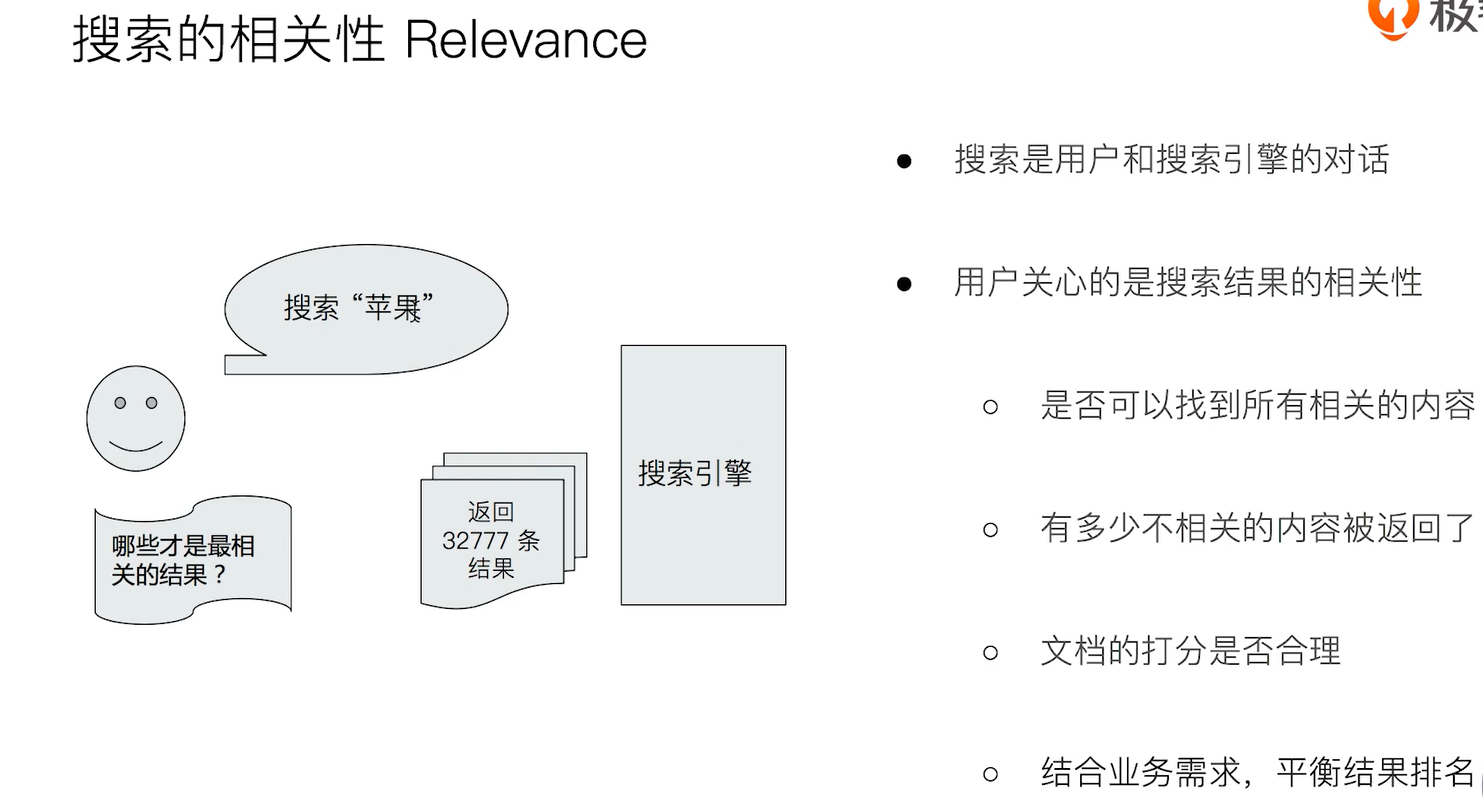 搜索的相关性 Relevance
极
搜索是用户和搜索引擎的对话
用户关心的是搜索结果的相关性
是否可以找到所有相关的内容
有多少不相关的内容被返回了
文档的打分是否合理
结合业务需求，平衡结果排名
搜索“苹果”
哪些才是最相
关的结果？
返回
32777 条
结果
搜索引擎